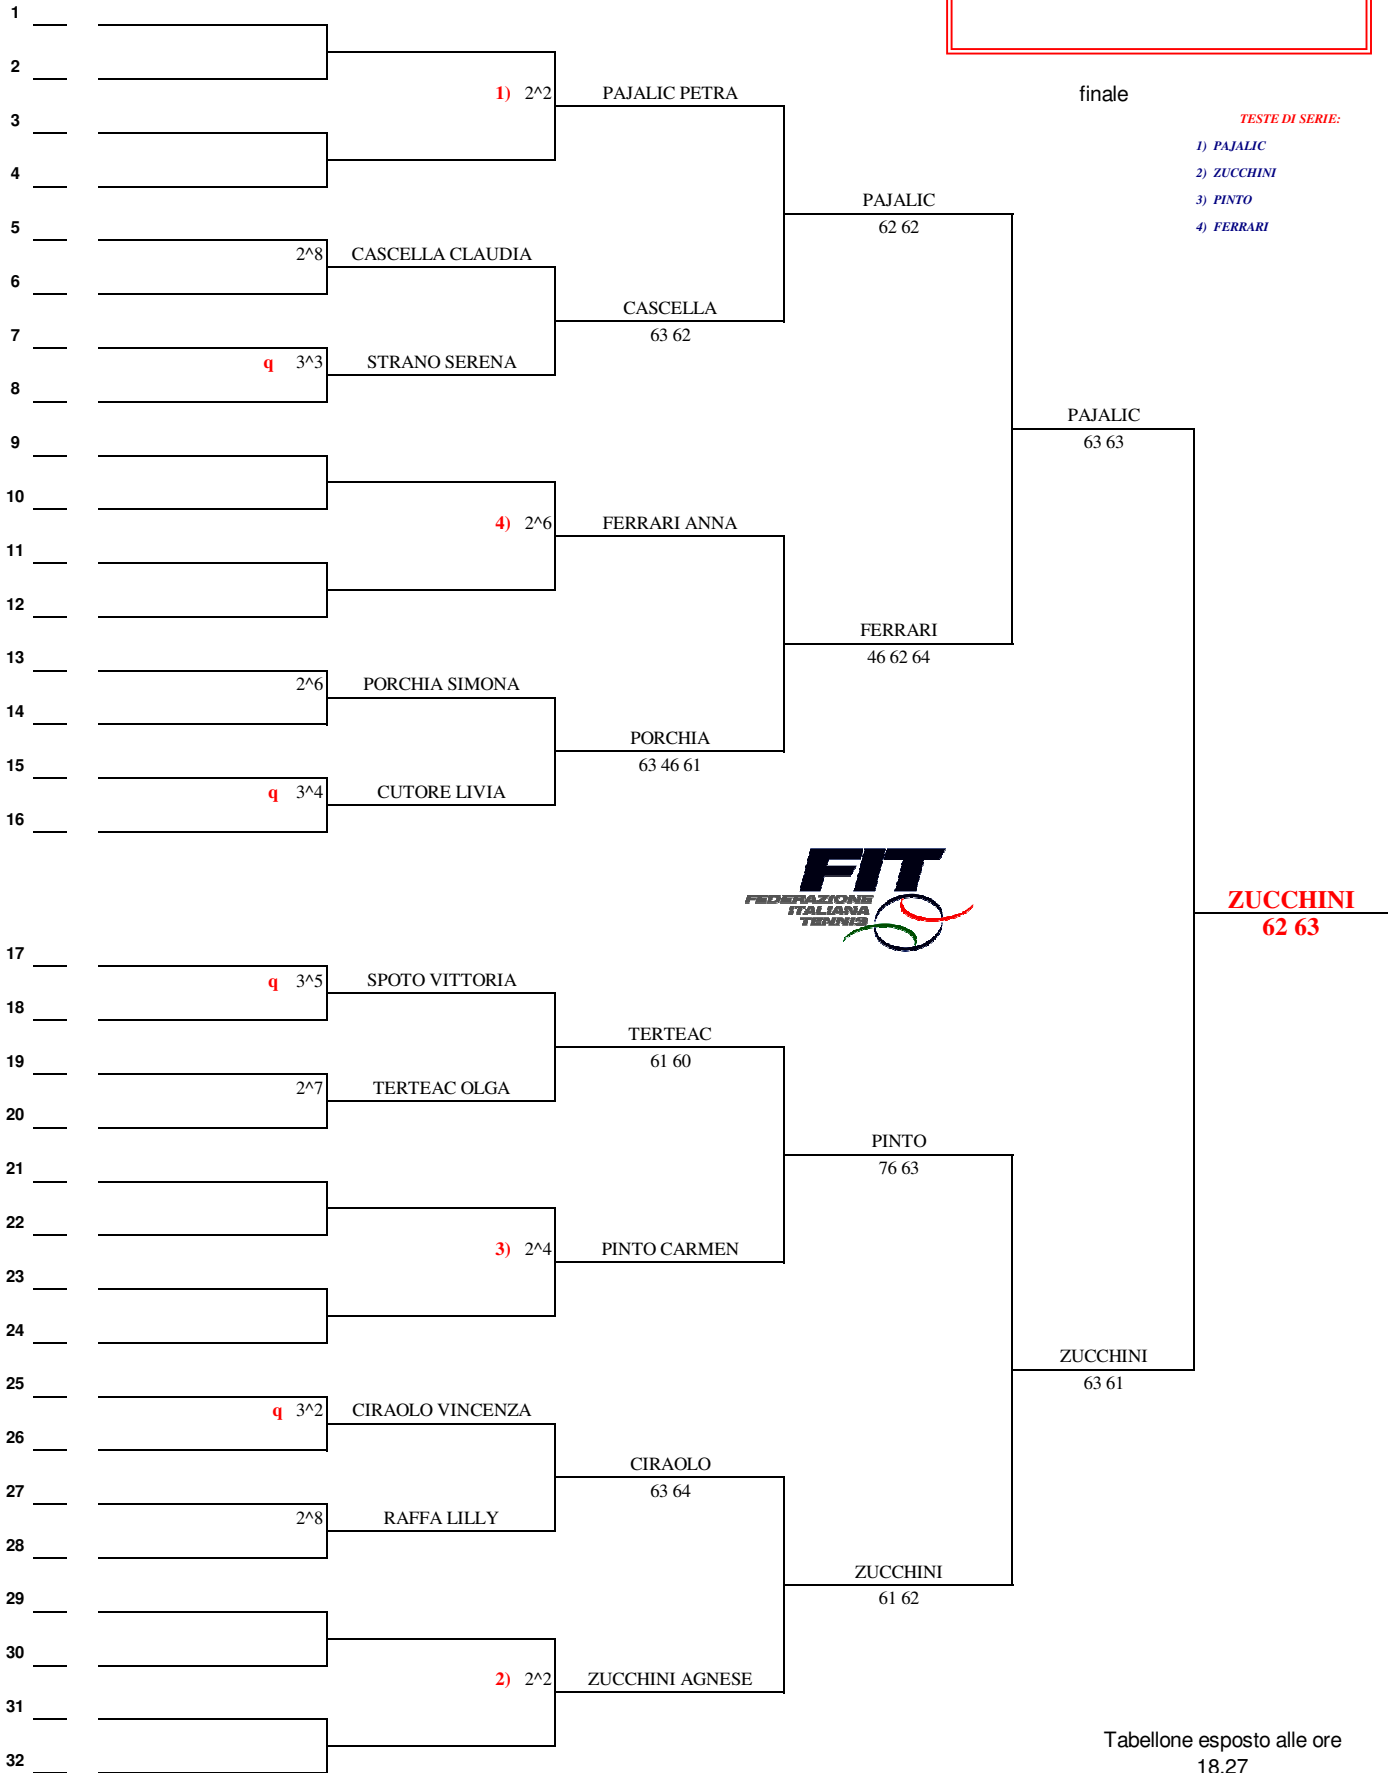 1
2
1) 2^2 PAJALIC PETRA
finale
3
TESTE DI SERIE:
1) PAJALIC
4
2) ZUCCHINI
PAJALIC
3) PINTO
5
62 62
4) FERRARI
2^8 CASCELLA CLAUDIA
6
CASCELLA
7
63 62
q 3^3 STRANO SERENA
8
PAJALIC
9
63 63
10
4) 2^6 FERRARI ANNA
11
12
FERRARI
13
46 62 64
2^6 PORCHIA SIMONA
14
PORCHIA
15
63 46 61
q 3^4 CUTORE LIVIA
16
FIT
FEDERAZIONE
ITALIANA
TENNIS
ZUCCHINI
62 63
17
q 3^5 SPOTO VITTORIA
18
TERTEAC
19
61 60
2^7 TERTEAC OLGA
20
PINTO
21
76 63
22
3) 2^4 PINTO CARMEN
23
24
ZUCCHINI
25
63 61
q 3^2 CIRAOLO VINCENZA
26
CIRAOLO
27
63 64
2^8 RAFFA LILLY
28
ZUCCHINI
29
61 62
30
2) 2^2 ZUCCHINI AGNESE
31
Tabellone esposto alle ore
32
18.27